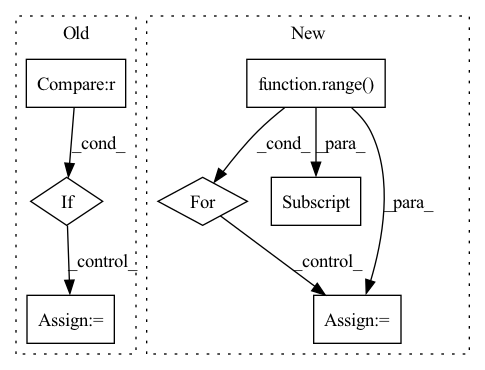 Old
New
Compare:r
function.range()
_cond_
_cond_
_para_
If
For
Subscript
_para_
_control_
_control_
Assign:=
Assign:=